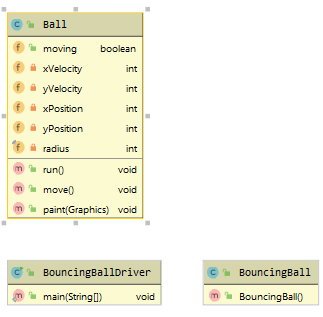 Ball
moving boolean
xVelocity int
yVelocity int
xPosition int
yPosition int
radius int
run() void
move() void
paint(Graphics) void
BouncingBallDriver
main(String[]) void
BouncingBall
BouncingBall()